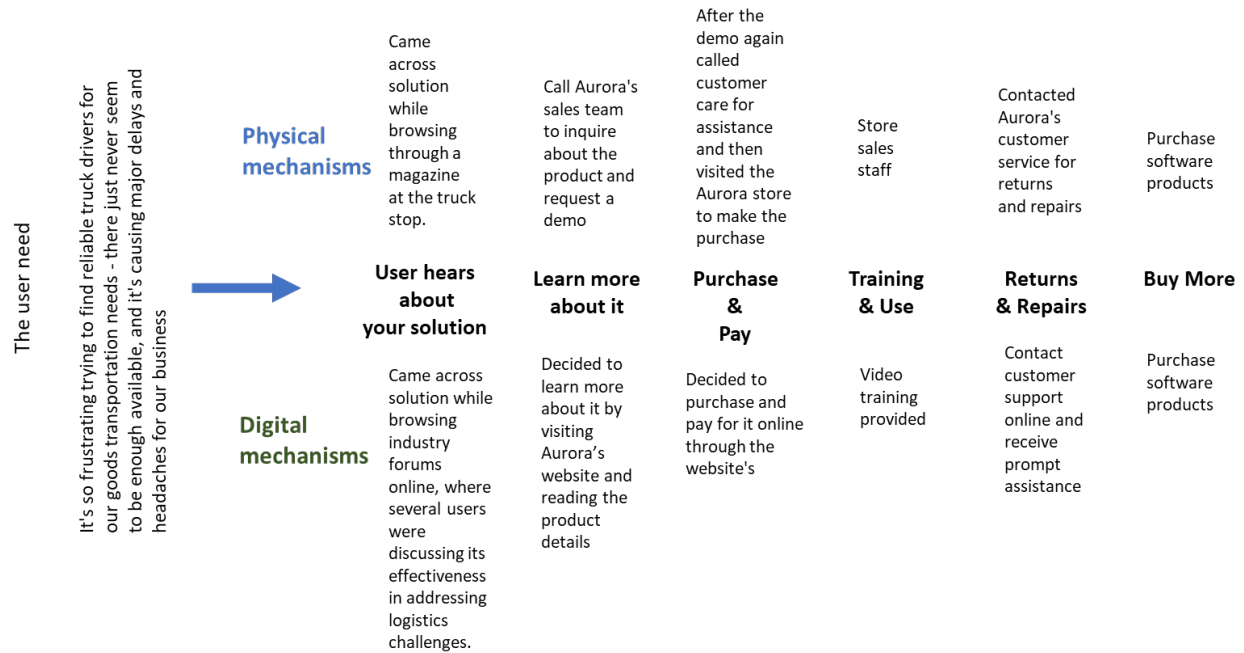 The user need
It's so frustrating trying to find reliable truck drivers for
our goods transportation needs - there just never seem
to be enough available, and it's causing major delays and
headaches for our business
Physical
mechanisms
Came
across
solution
while
browsing
through a
magazine
at the truck
stop.
Call Aurora's
sales team
to inquire
about the
product and
request a
demo
After the
demo again
called
customer
care for
assistance
and then
visited the
Aurora store
to make the
purchase
Store
sales
staff
Contacted
Aurora's
customer
service for
returns
and repairs
Purchase
software
products
User hears
about
your solution
Learn more
about it
Purchase
&
Pay
Training
& Use
Returns
& Repairs
Buy More
Digital
mechanisms
Came across
solution while
browsing
industry
forums
online, where
several users
were
discussing its
effectiveness
in addressing
logistics
challenges.
Decided to
learn more
about it by
visiting
Aurora’s
website and
reading the
product
details
Decided to
purchase and
pay for it online
through the
website's
Video
training
provided
Contact
customer
support
online and
receive
prompt
assistance
Purchase
software
products